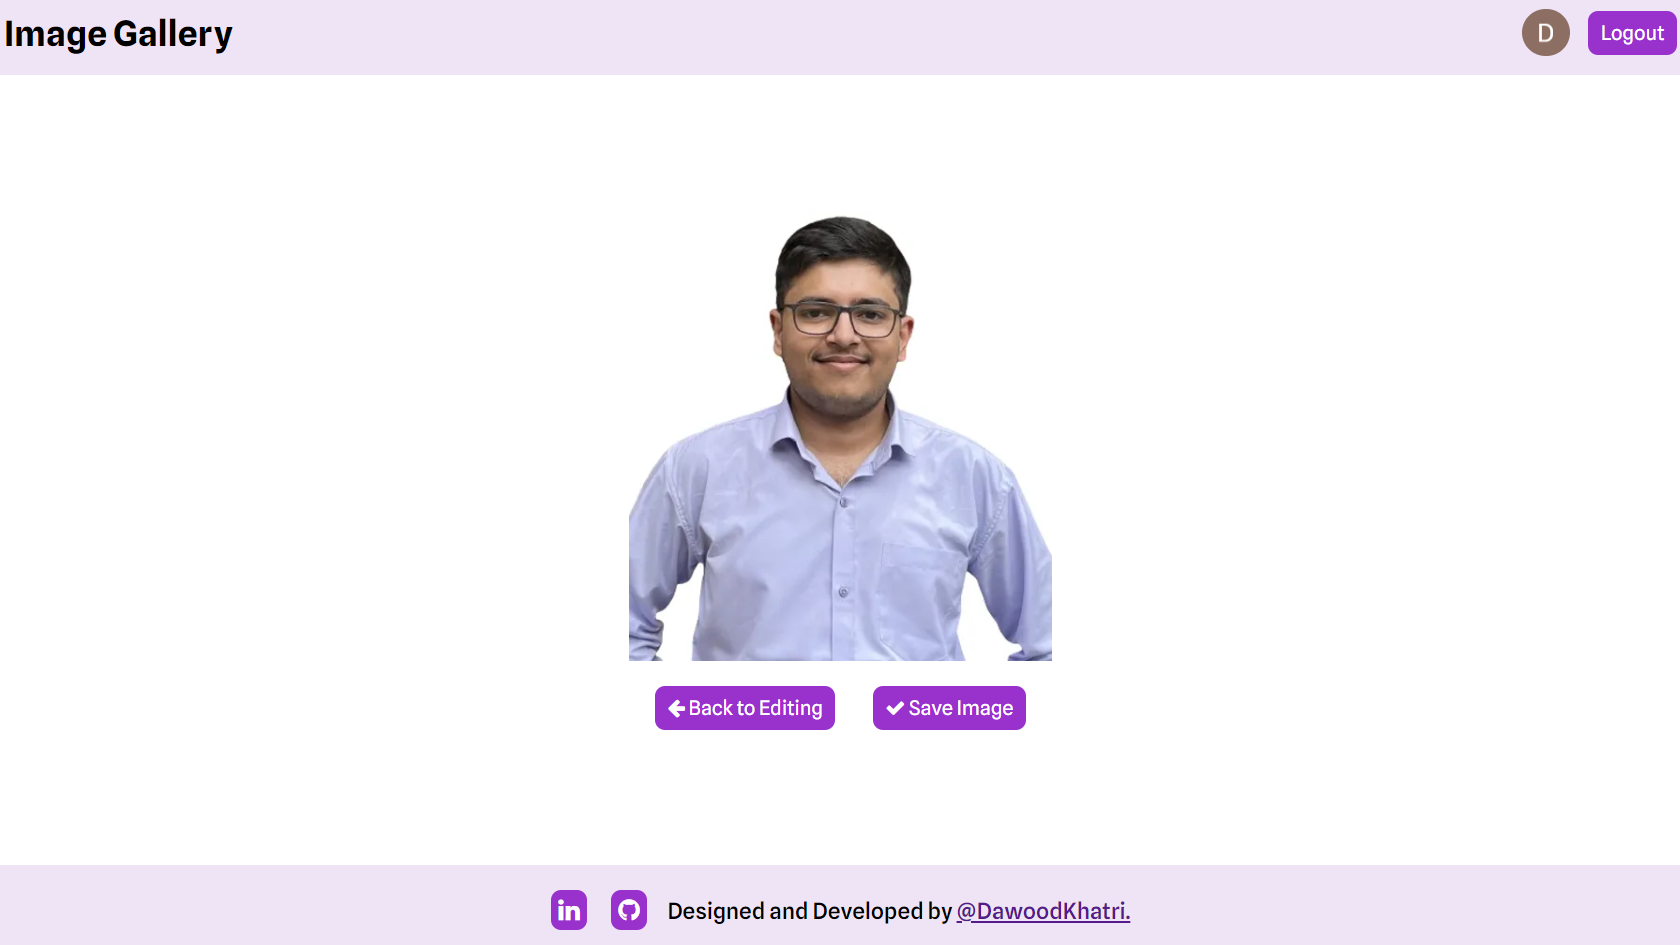 Image Gallery
D
Logout
Back to Editing
Save Image
in
Designed and Developed by @DawoodKhatri.